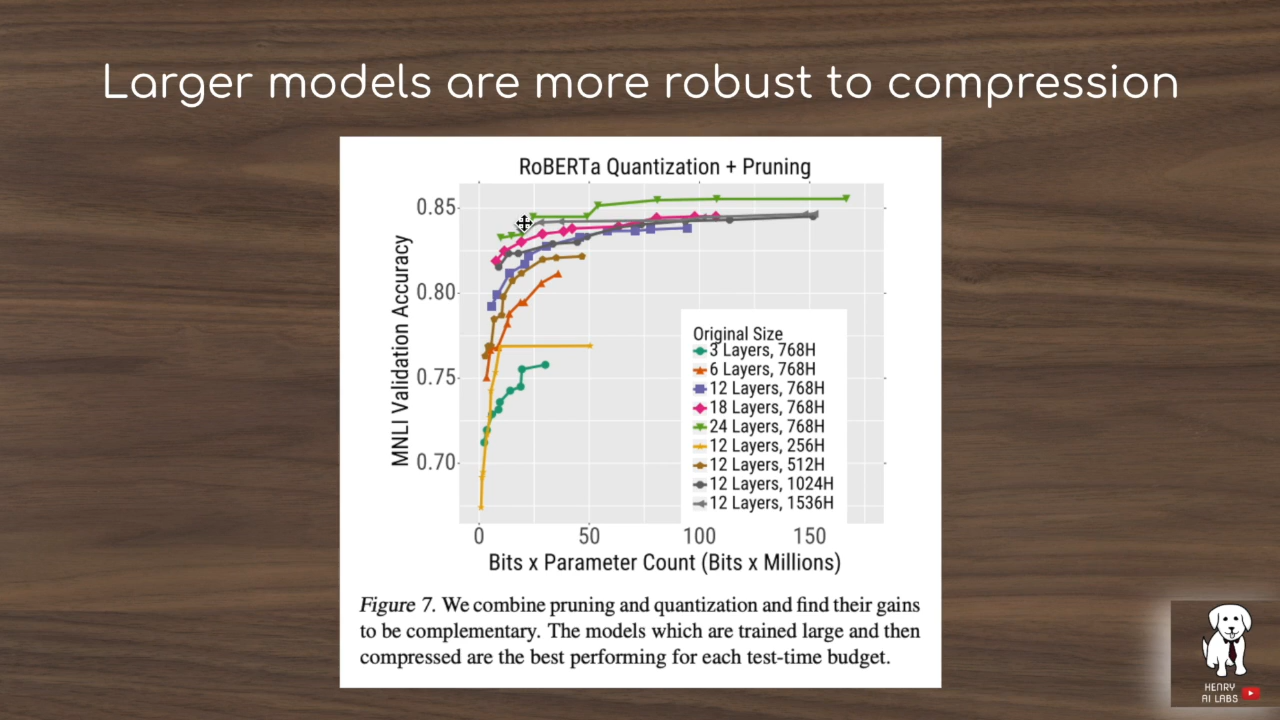 Larger models are more robust to compression
RoBERTa Quantization + Pruning
MNLI Validation Accuracy
0.85
0.80
0.75
0.70
0
50
100
150
Bits x Parameter Count (Bits x Millions)
Original Size
3 Layers, 768H
6 Layers, 768H
12 Layers, 768H
18 Layers, 768H
24 Layers, 768H
12 Layers, 256H
12 Layers, 512H
12 Layers, 1024H
12 Layers, 1536H
Figure 7. We combine pruning and quantization and find their gains
to be complementary. The models which are trained large and then
compressed are the best performing for each test-time budget.
HENRY
AI LABS